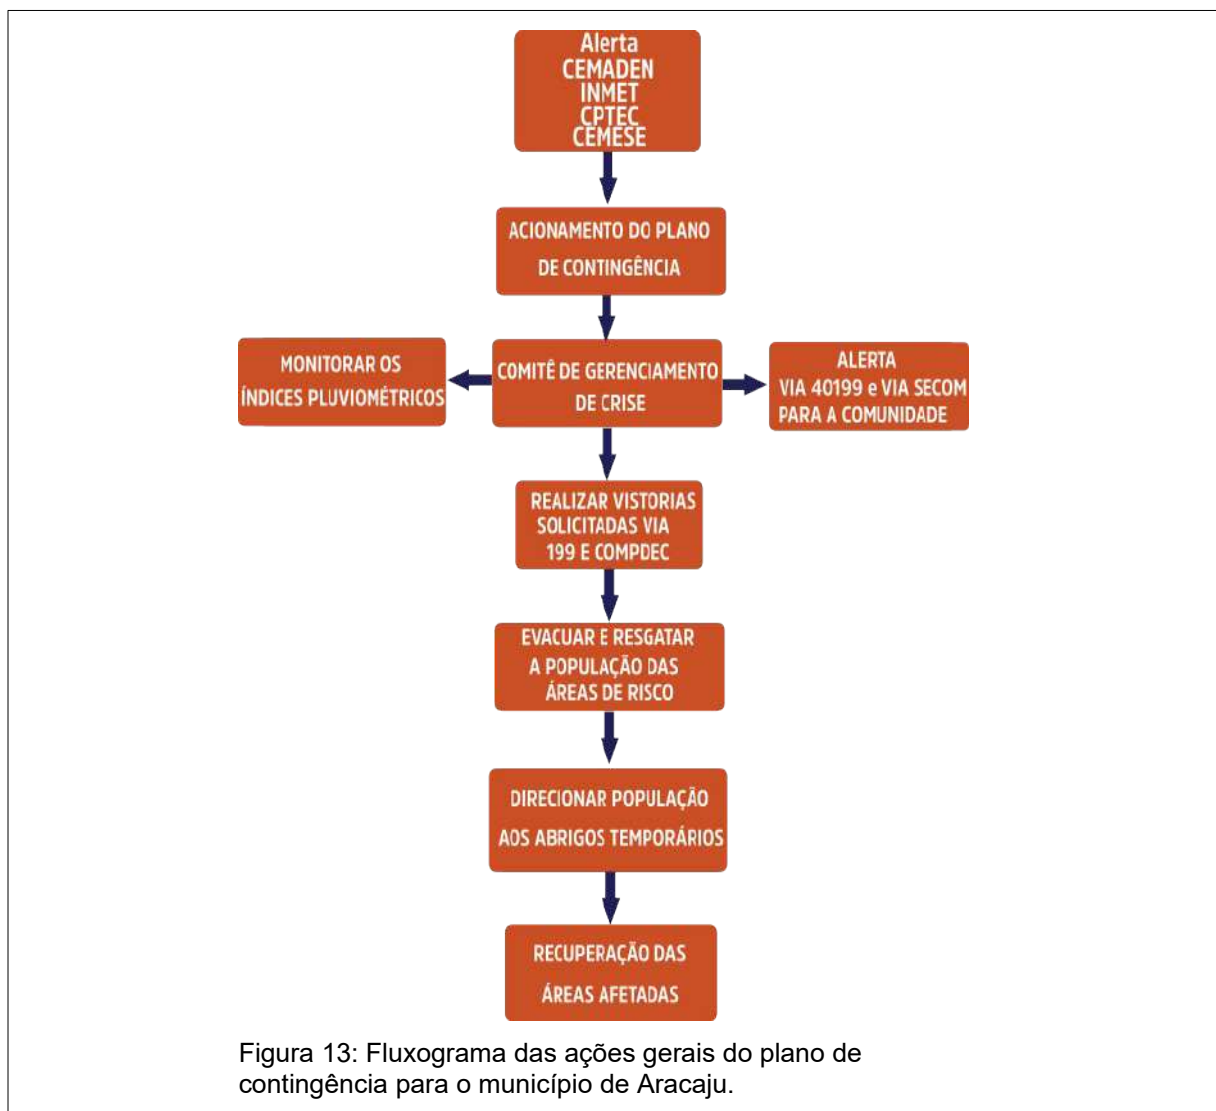 Alerta
CEMADEN
INMET
CPTEC
CEMESE
ACIONAMENTO DO PLANO
DE CONTINGÊNCIA
MONITORAR OS
ÍNDICES PLUVIOMÉTRICOS
COMITÊ DE GERENCIAMENTO
DE CRISE
ALERTA
VIA 40199 e VIA SECOM
PARA A COMUNIDADE
REALIZAR VISTORIAS
SOLICITADAS VIA
199 E COMPDEC
EVACUAR E RESGATAR
A POPULAÇÃO DAS
ÁREAS DE RISCO
DIRECIONAR POPULAÇÃO
AOS ABRIGOS TEMPORÁRIOS
RECUPERAÇÃO DAS
ÁREAS AFETADAS
Figura 13: Fluxograma das ações gerais do plano de
contingência para o município de Aracaju.